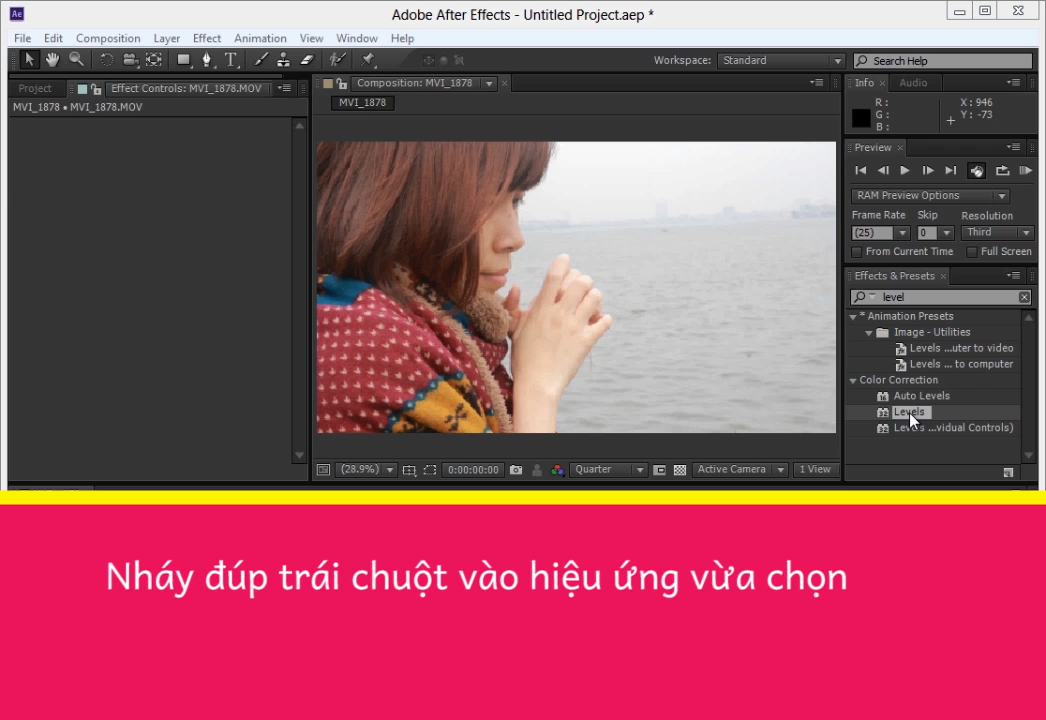 Ae
Adobe After Effects - Untitled Project.aep *
File Edit Composition Layer Effect Animation View Window Help
Workspace: Standard Search Help
Project Effect Controls: MVI_1878.MOV
MVI_1878 • MVI_1878.MOV
Composition: MVI_1878
MVI_1878
Info Audio
R : X : 946
G : Y : -73
B :
Preview
RAM Preview Options
Frame Rate Skip Resolution
(25) 0 Third
From Current Time Full Screen
Effects & Presets
level
* Animation Presets
Image - Utilities
Levels ...uter to video
Levels ... to computer
Color Correction
Auto Levels
Levels
Levels ...vidual Controls)
(28.9%) 0:00:00:00 Quarter Active Camera 1 View
Nháy đúp trái chuột vào hiệu ứng vừa chọn